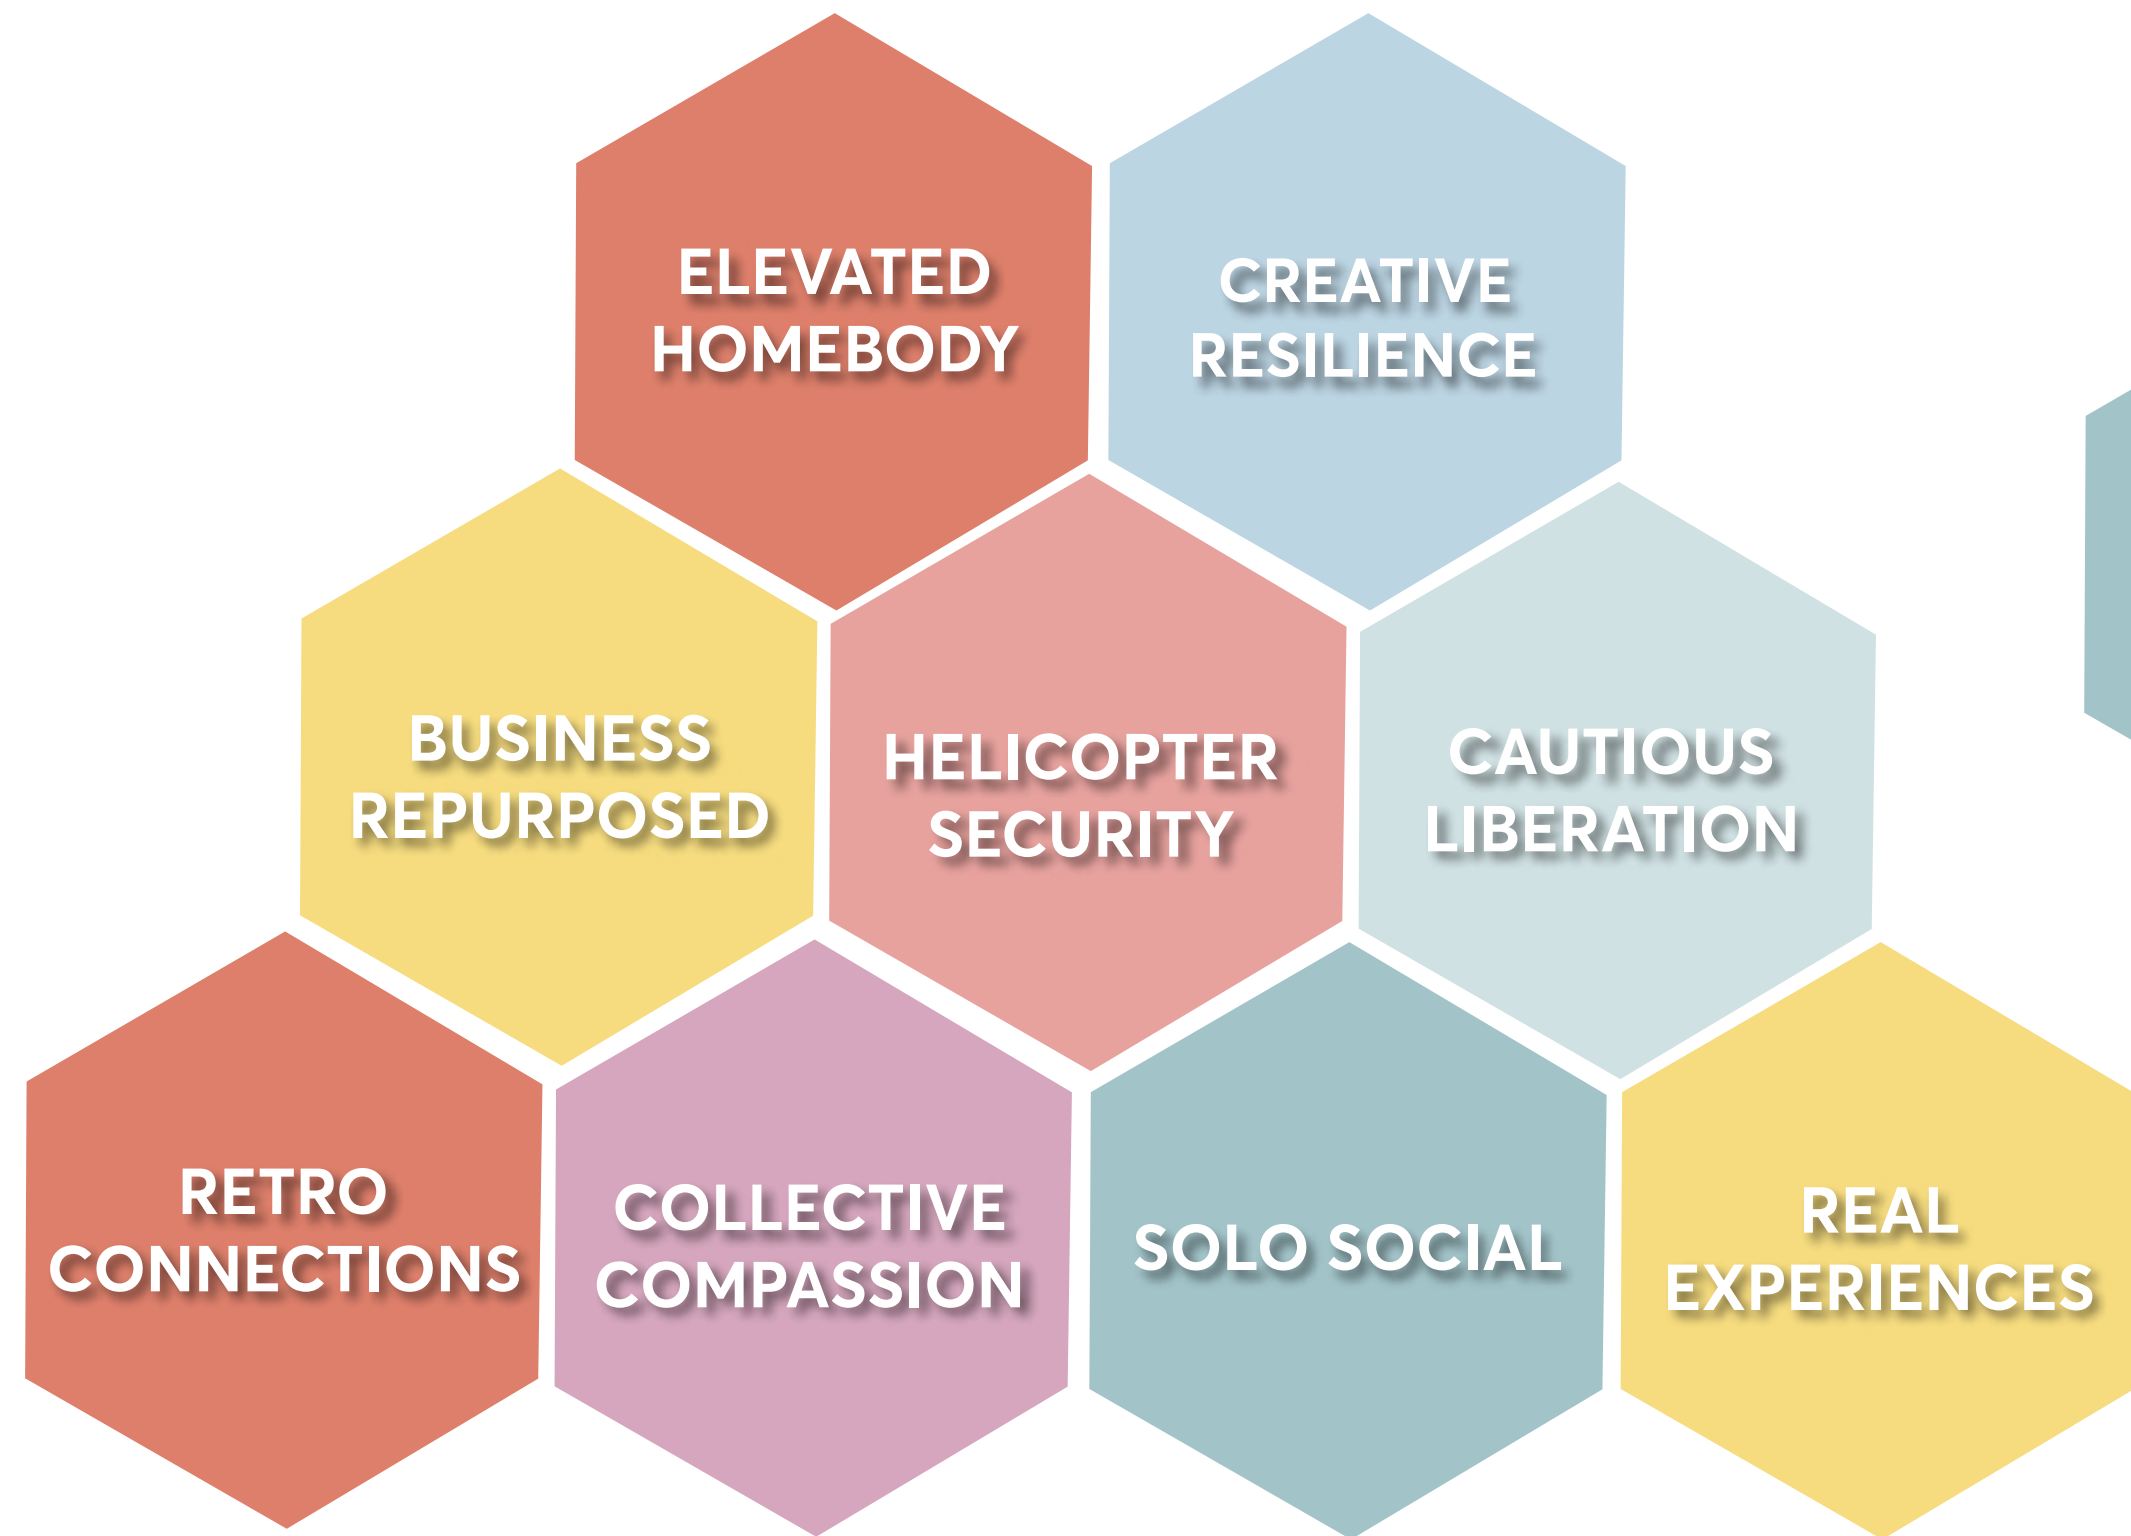 ELEVATED
HOMEBODY
CREATIVE
RESILIENCE
BUSINESS
REPURPOSED
HELICOPTER
SECURITY
CAUTIOUS
LIBERATION
RETRO
CONNECTIONS
COLLECTIVE
COMPASSION
SOLO SOCIAL
REAL
EXPERIENCES